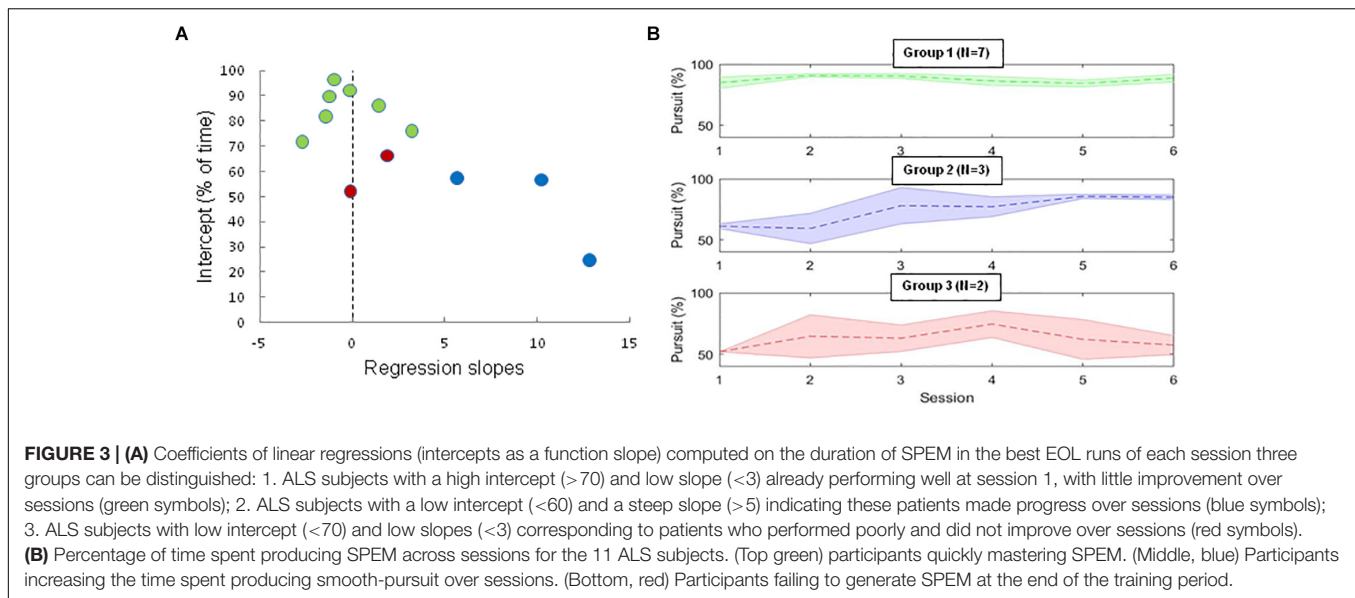 A
100
90
80
70
60
50
40
30
20
10
0
Intercept (% of time)
-5 0 5 10 15
Regression slopes
B
Group 1 (N=7)
100
50
Pursuit (%)
1 2 3 4 5 6
Group 2 (N=3)
100
50
Pursuit (%)
1 2 3 4 5 6
Group 3 (N=2)
100
50
Pursuit (%)
1 2 3 4 5 6
Session
FIGURE 3 | (A) Coefficients of linear regressions (intercepts as a function slope) computed on the duration of SPEM in the best EOL runs of each session three
groups can be distinguished: 1. ALS subjects with a high intercept (>70) and low slope (<3) already performing well at session 1, with little improvement over
sessions (green symbols); 2. ALS subjects with a low intercept (<60) and a steep slope (>5) indicating these patients made progress over sessions (blue symbols);
3. ALS subjects with low intercept (<70) and low slopes (<3) corresponding to patients who performed poorly and did not improve over sessions (red symbols).
(B) Percentage of time spent producing SPEM across sessions for the 11 ALS subjects. (Top green) participants quickly mastering SPEM. (Middle, blue) Participants
increasing the time spent producing smooth-pursuit over sessions. (Bottom, red) Participants failing to generate SPEM at the end of the training period.